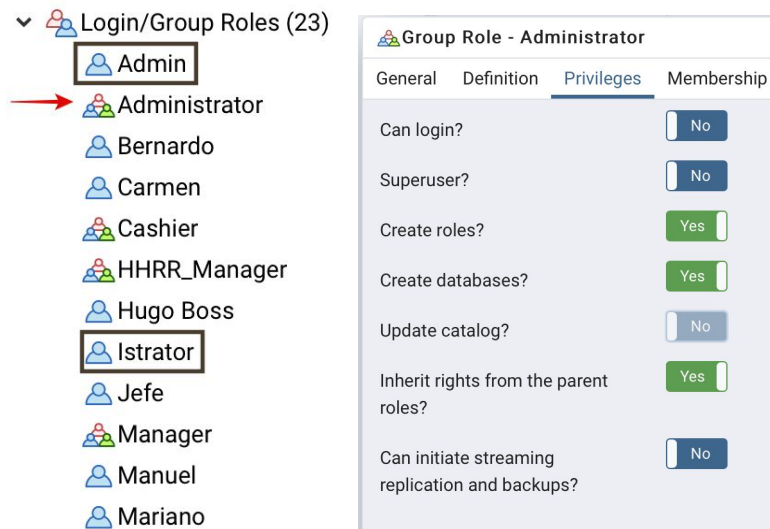 Login/Group Roles (23)
Admin
Administrator
Bernardo
Carmen
Cashier
HHRR_Manager
Hugo Boss
Istrator
Jefe
Manager
Manuel
Mariano
Group Role - Administrator
General Definition Privileges Membership
Can login? No
Superuser? No
Create roles? Yes
Create databases? Yes
Update catalog? No
Inherit rights from the parent Yes
roles?
Can initiate streaming No
replication and backups?